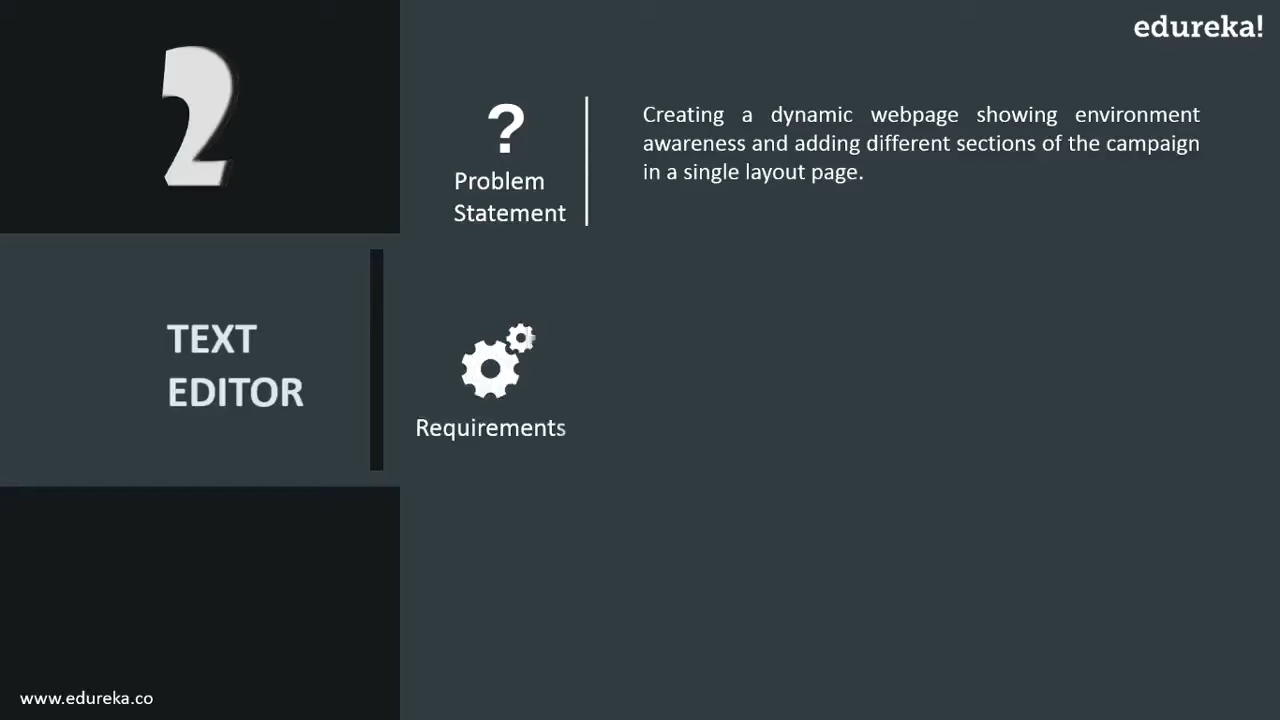 2
edureka!
?
Problem
Statement
Creating a dynamic webpage showing environment
awareness and adding different sections of the campaign
in a single layout page.
TEXT
EDITOR
Requirements
www.edureka.co